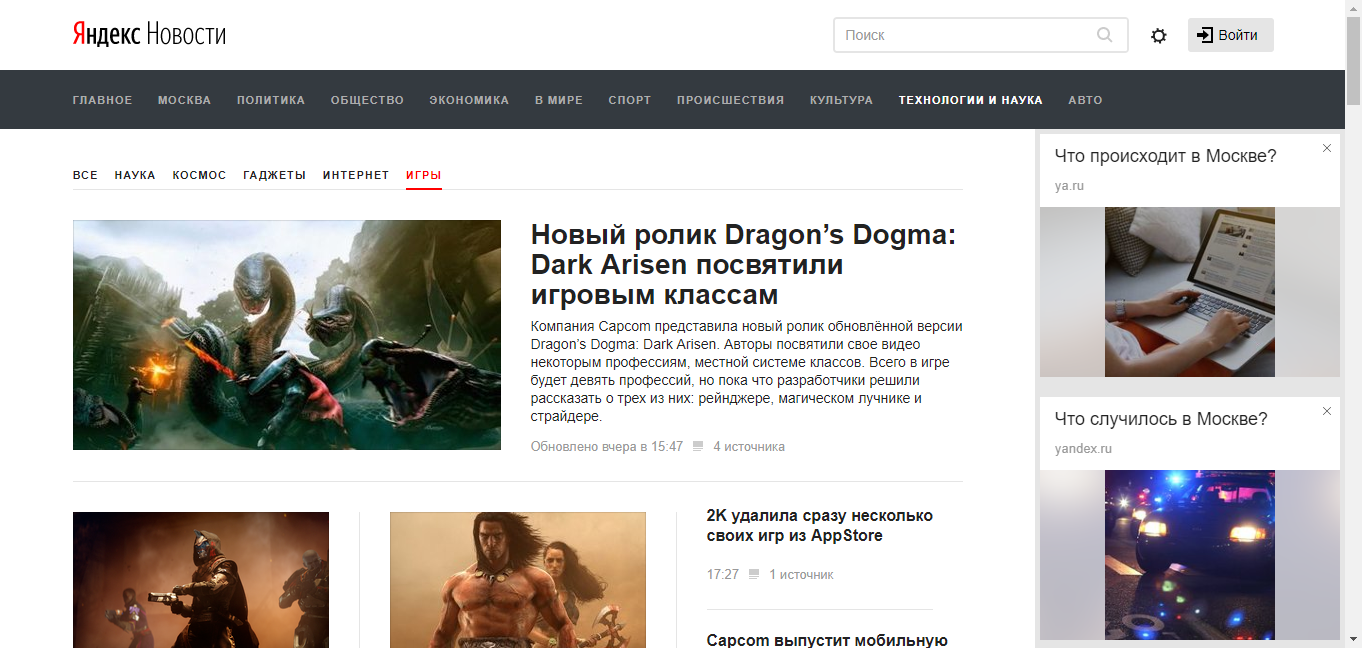 Яндекс Новости
Поиск
Войти
ГЛАВНОЕ МОСКВА ПОЛИТИКА ОБЩЕСТВО ЭКОНОМИКА В МИРЕ СПОРТ ПРОИСШЕСТВИЯ КУЛЬТУРА ТЕХНОЛОГИИ И НАУКА АВТО
ВСЕ НАУКА КОСМОС ГАДЖЕТЫ ИНТЕРНЕТ ИГРЫ
Новый ролик Dragon’s Dogma:
Dark Arisen посвятили
игровым классам
Компания Capcom представила новый ролик обновлённой версии
Dragon’s Dogma: Dark Arisen. Авторы посвятили свое видео
некоторым профессиям, местной системе классов. Всего в игре
будет девять профессий, но пока что разработчики решили
рассказать о трех из них: рейнджере, магическом лучнике и
страйдере.
Обновлено вчера в 15:47 4 источника
2K удалила сразу несколько
своих игр из AppStore
17:27 1 источник
Capcom выпустит мобильную
Что происходит в Москве?
ya.ru
Что случилось в Москве?
yandex.ru